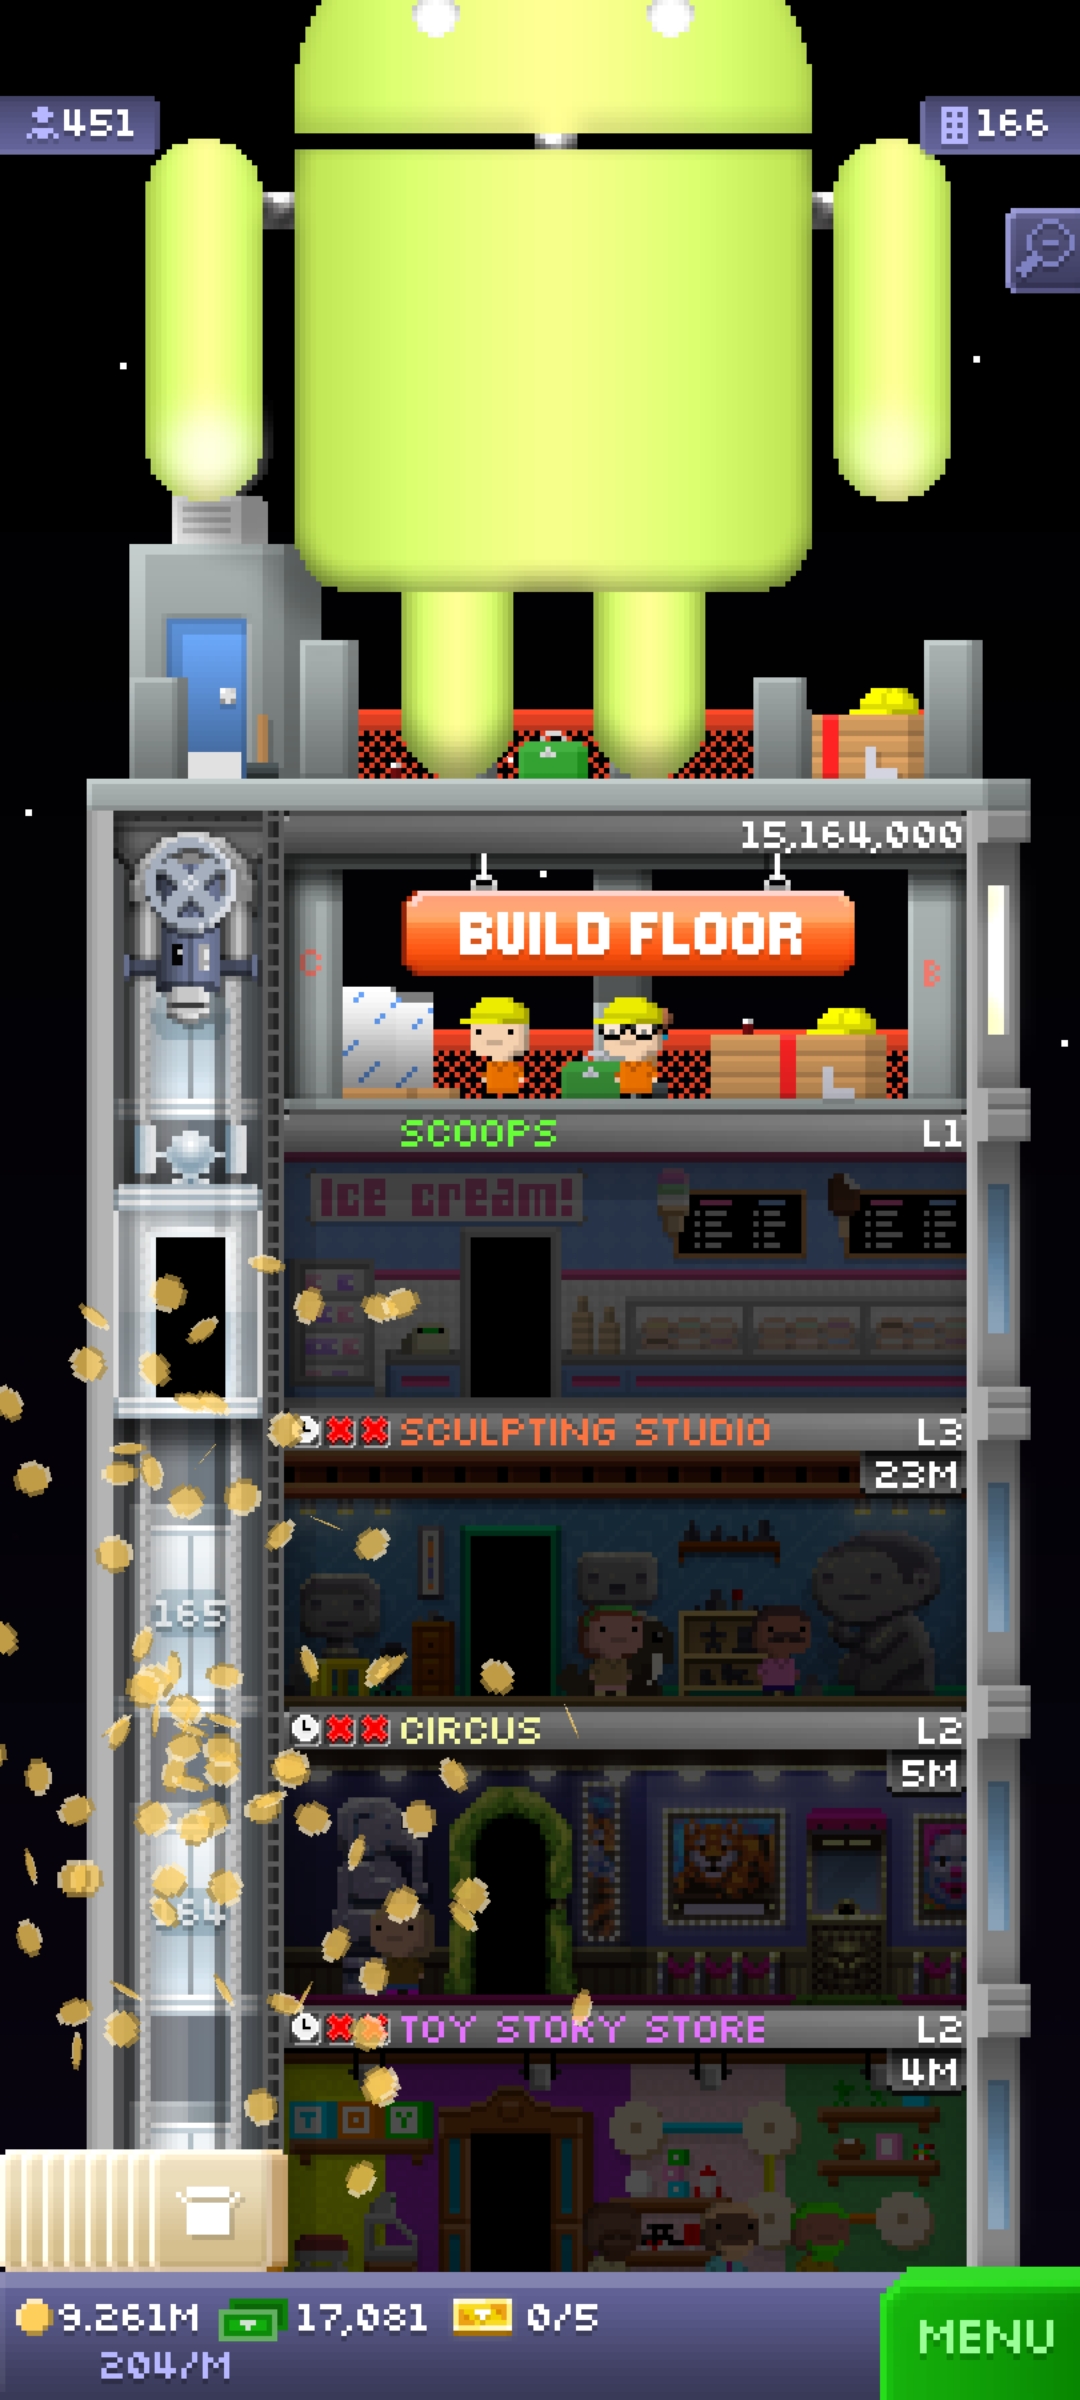 451
166
15,164,000
BUILD FLOOR
C
B
SCOOPS L1
Ice cream!
SCULPTING STUDIO L3
23M
165
CIRCUS L2
5M
TOY STORY STORE L2
4M
T O Y
9.261M 17,081 0/5
204/M
MENU